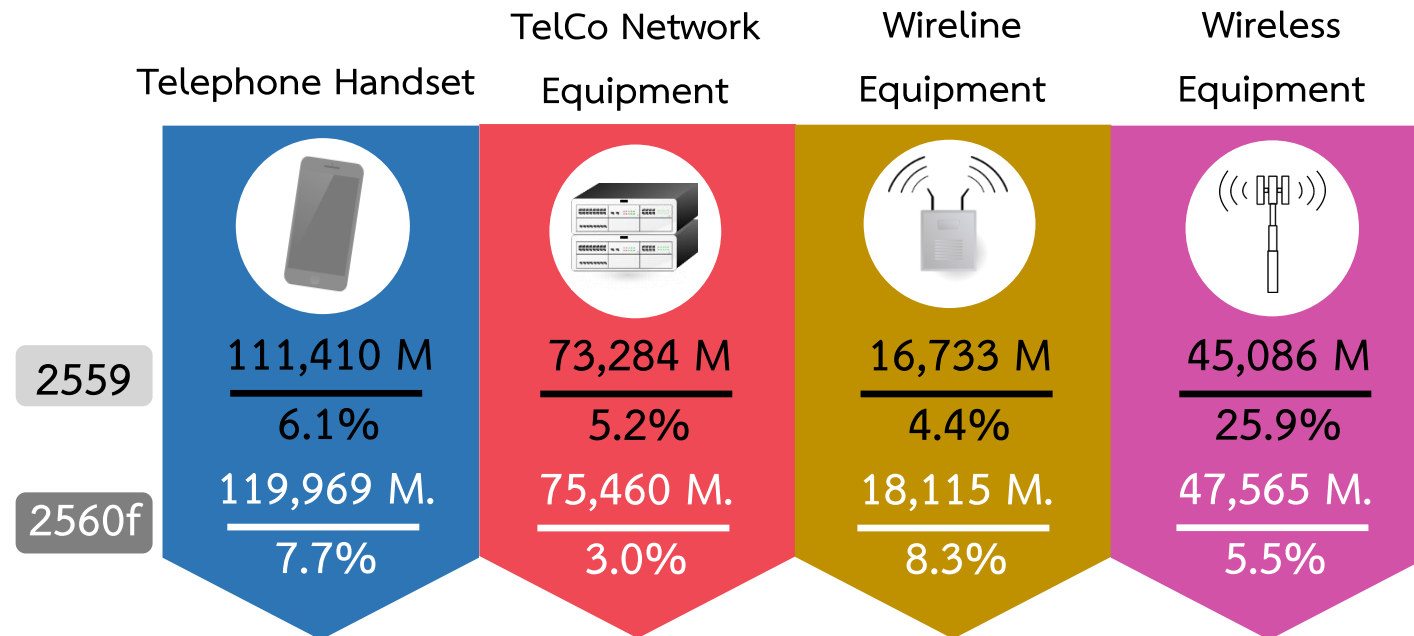 Telephone Handset
TelCo Network
Equipment
Wireline
Equipment
Wireless
Equipment
2559
111,410 M
6.1%
73,284 M
5.2%
16,733 M
4.4%
45,086 M
25.9%
2560f
119,969 M.
7.7%
75,460 M.
3.0%
18,115 M.
8.3%
47,565 M.
5.5%